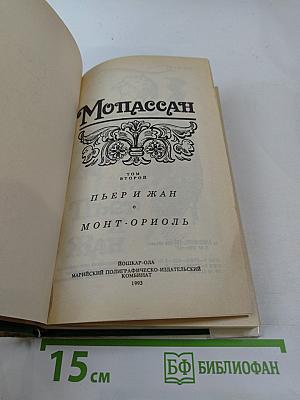 МОПАССАН
ТОМ
ВТОРОЙ
ПЬЕР И ЖАН
МОНТ-ОРИОЛЬ
ЙОШКАР-ОЛА
МАРИЙСКИЙ ПОЛИГРАФИЧЕСКО-ИЗДАТЕЛЬСКИЙ
КОМБИНАТ
1993
15 см
БФ БИБЛИОФАН